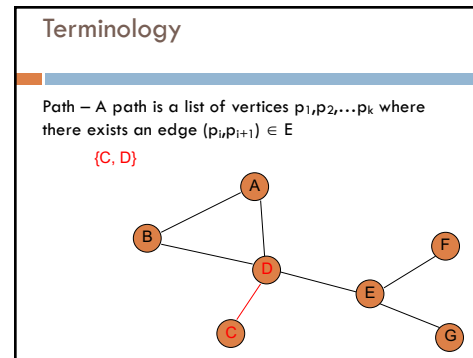 Terminology
Path – A path is a list of vertices p₁,p₂,…pₖ where
there exists an edge (pᵢ,pᵢ₊₁) ∈ E
{C, D}
A
B
F
D
E
C
G